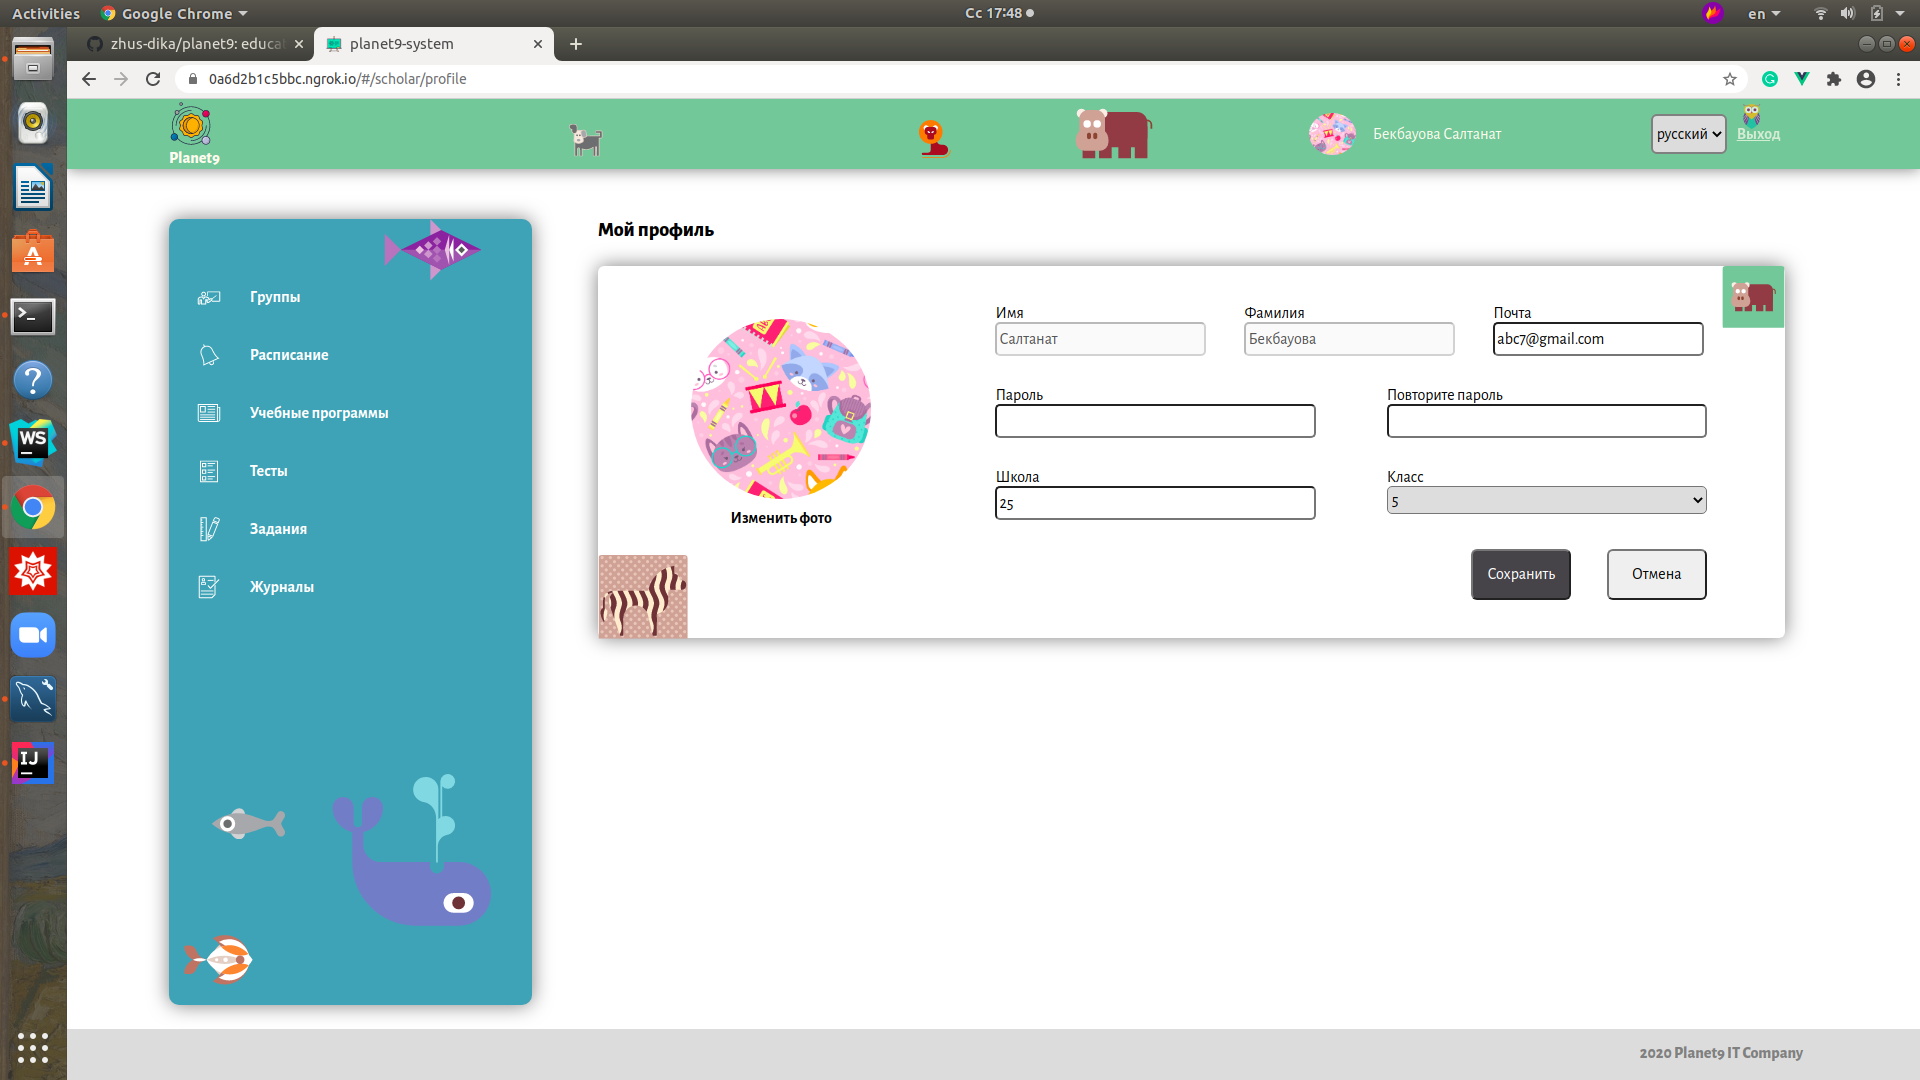 Activities
Google Chrome
Сс 17:48
en
zhus-dika/planet9: educat
planet9-system
0a6d2b1c5bbc.ngrok.io/#/scholar/profile
Planet9
Бекбауова Салтанат
русский
Выход
Группы
Расписание
Учебные программы
Тесты
Задания
Журналы
Мой профиль
Изменить фото
Имя
Фамилия
Почта
Салтанат
Бекбауова
abc7@gmail.com
Пароль
Повторите пароль
Школа
Класс
25
5
Сохранить
Отмена
WS
IJ
2020 Planet9 IT Company